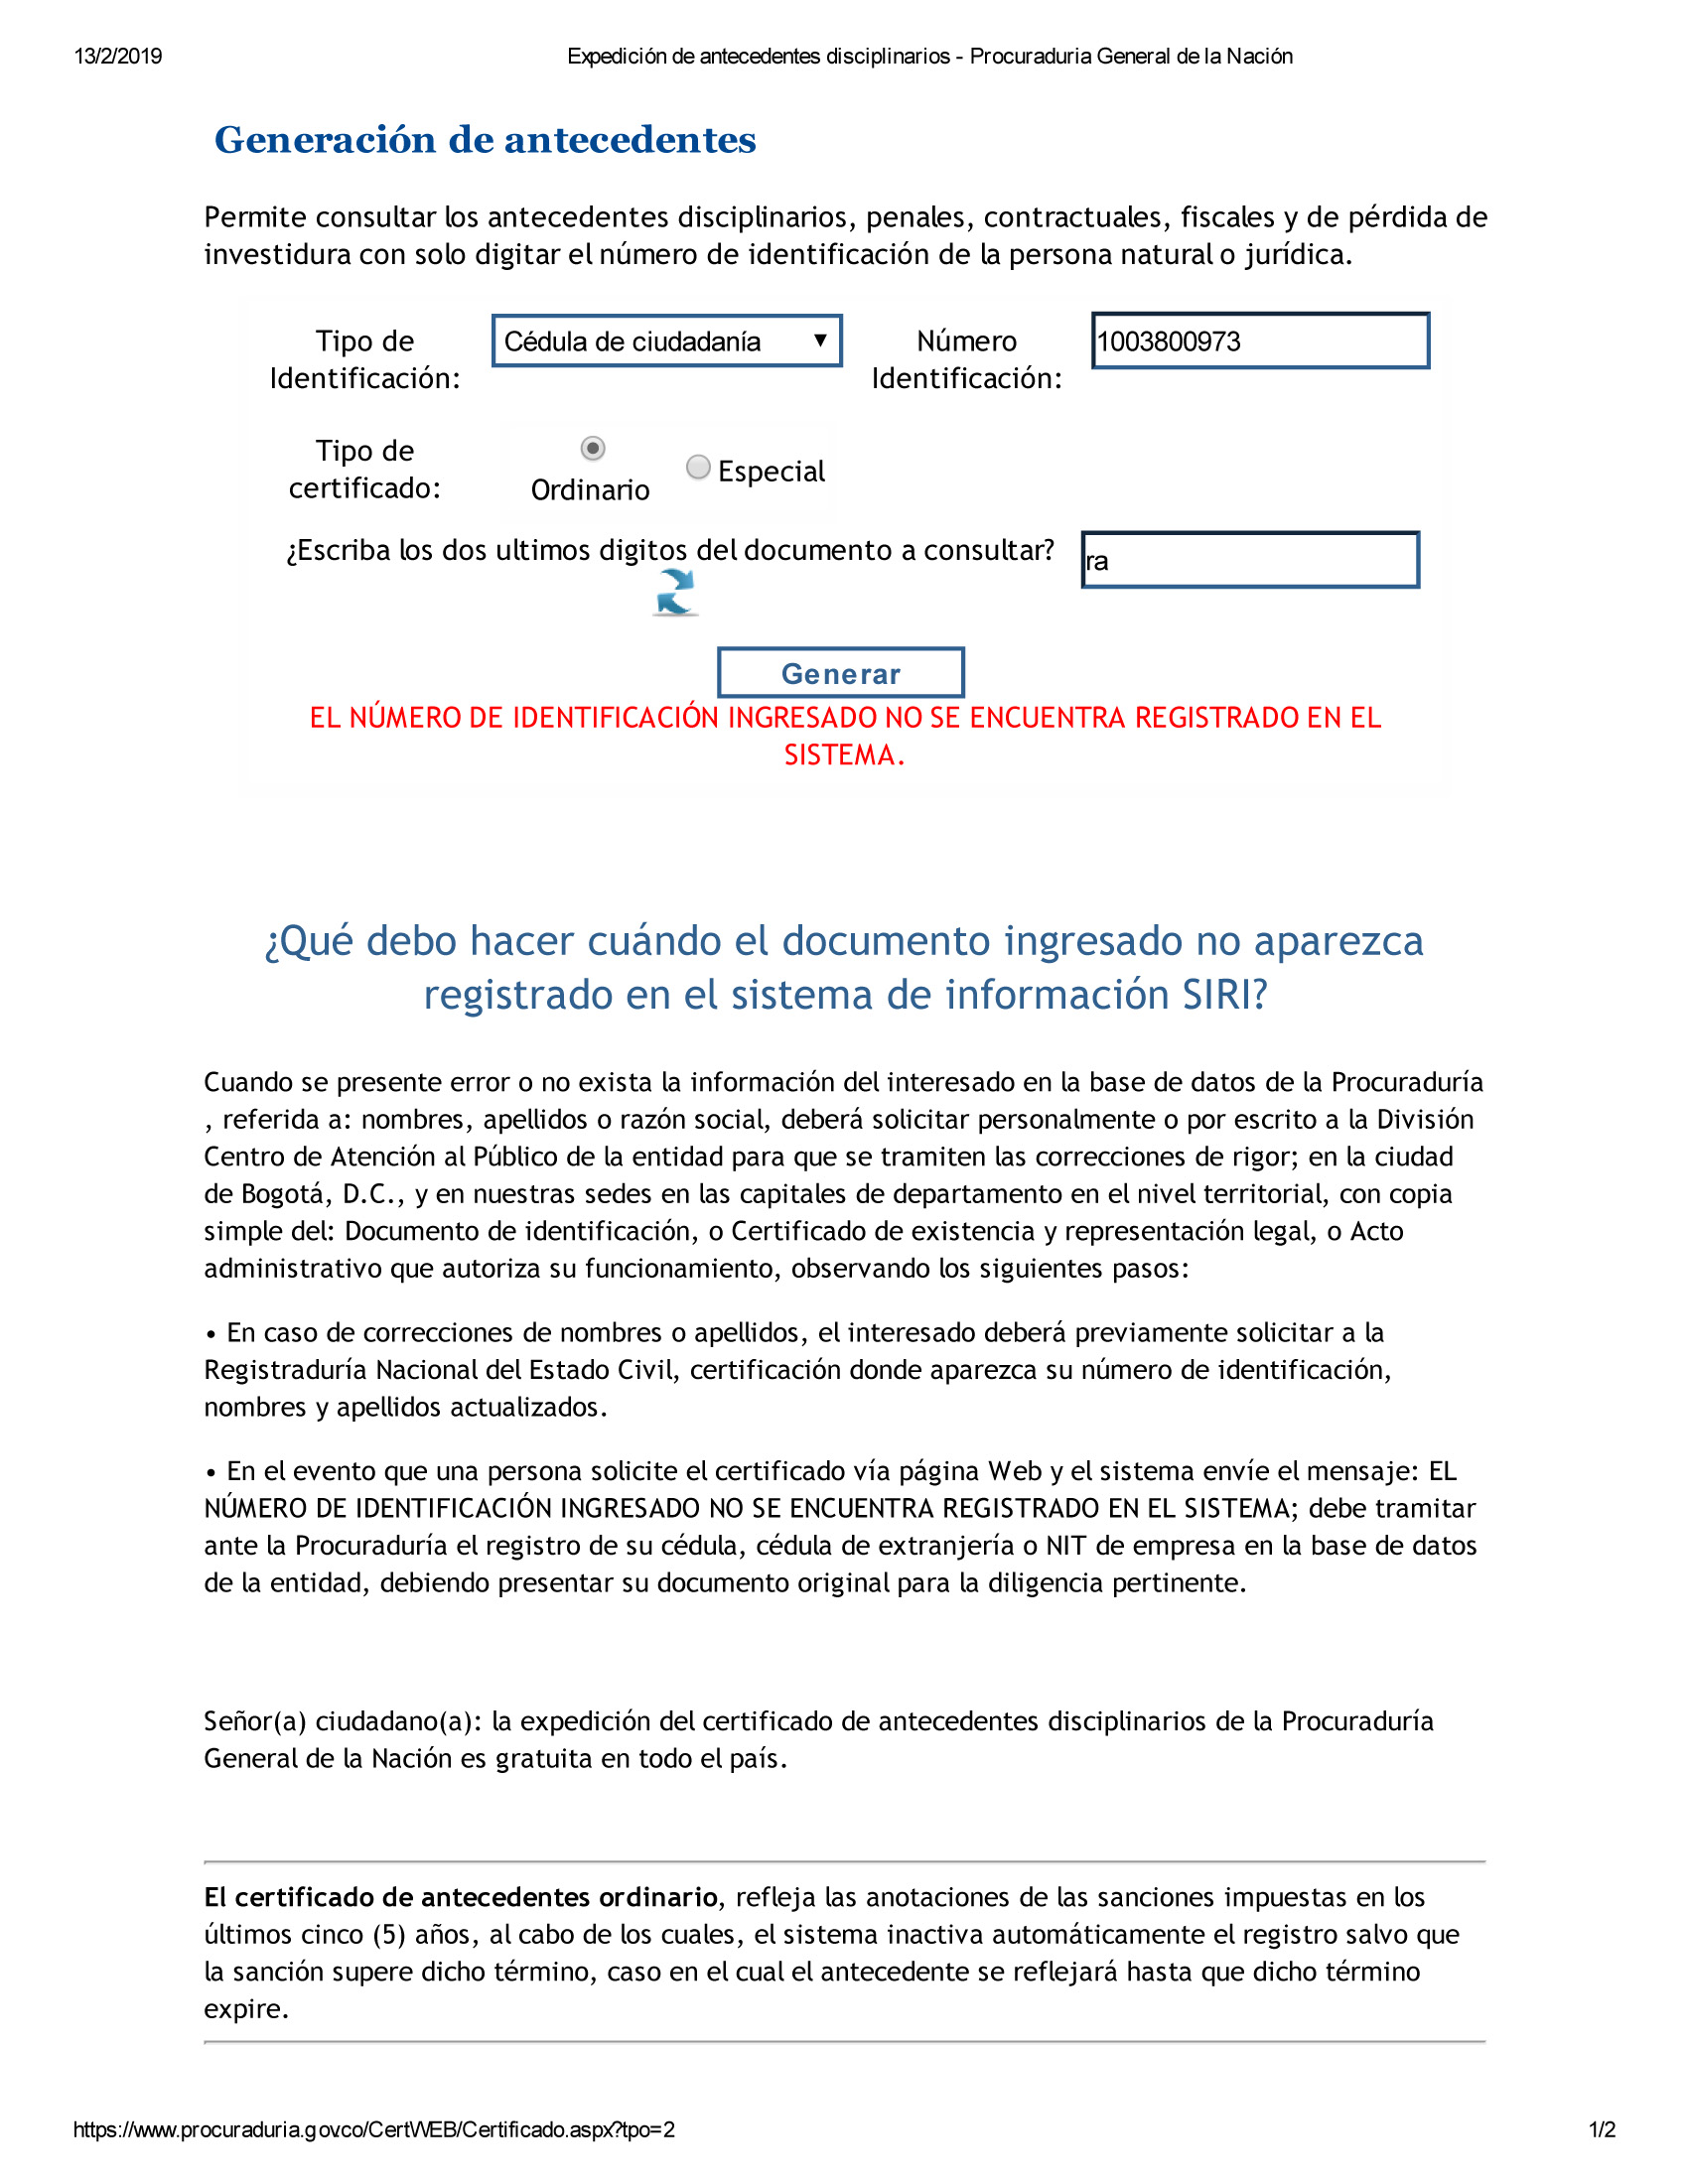 13/2/2019 Expedición de antecedentes disciplinarios - Procuraduria General de la Nación
Generación de antecedentes
Permite consultar los antecedentes disciplinarios, penales, contractuales, fiscales y de pérdida de
investidura con solo digitar el número de identificación de la persona natural o jurídica.
Tipo de
Identificación:
Cédula de ciudadanía ▼
Número
Identificación:
1003800973
Tipo de
certificado:
Ordinario
Especial
¿Escriba los dos ultimos digitos del documento a consultar?
ra
Generar
EL NÚMERO DE IDENTIFICACIÓN INGRESADO NO SE ENCUENTRA REGISTRADO EN EL
SISTEMA.
¿Qué debo hacer cuándo el documento ingresado no aparezca
registrado en el sistema de información SIRI?
Cuando se presente error o no exista la información del interesado en la base de datos de la Procuraduría
, referida a: nombres, apellidos o razón social, deberá solicitar personalmente o por escrito a la División
Centro de Atención al Público de la entidad para que se tramiten las correcciones de rigor; en la ciudad
de Bogotá, D.C., y en nuestras sedes en las capitales de departamento en el nivel territorial, con copia
simple del: Documento de identificación, o Certificado de existencia y representación legal, o Acto
administrativo que autoriza su funcionamiento, observando los siguientes pasos:
• En caso de correcciones de nombres o apellidos, el interesado deberá previamente solicitar a la
Registraduría Nacional del Estado Civil, certificación donde aparezca su número de identificación,
nombres y apellidos actualizados.
• En el evento que una persona solicite el certificado vía página Web y el sistema envíe el mensaje: EL
NÚMERO DE IDENTIFICACIÓN INGRESADO NO SE ENCUENTRA REGISTRADO EN EL SISTEMA; debe tramitar
ante la Procuraduría el registro de su cédula, cédula de extranjería o NIT de empresa en la base de datos
de la entidad, debiendo presentar su documento original para la diligencia pertinente.
Señor(a) ciudadano(a): la expedición del certificado de antecedentes disciplinarios de la Procuraduría
General de la Nación es gratuita en todo el país.
El certificado de antecedentes ordinario, refleja las anotaciones de las sanciones impuestas en los
últimos cinco (5) años, al cabo de los cuales, el sistema inactiva automáticamente el registro salvo que
la sanción supere dicho término, caso en el cual el antecedente se reflejará hasta que dicho término
expire.
https://www.procuraduria.gov.co/CertWEB/Certificado.aspx?tpo=2 1/2